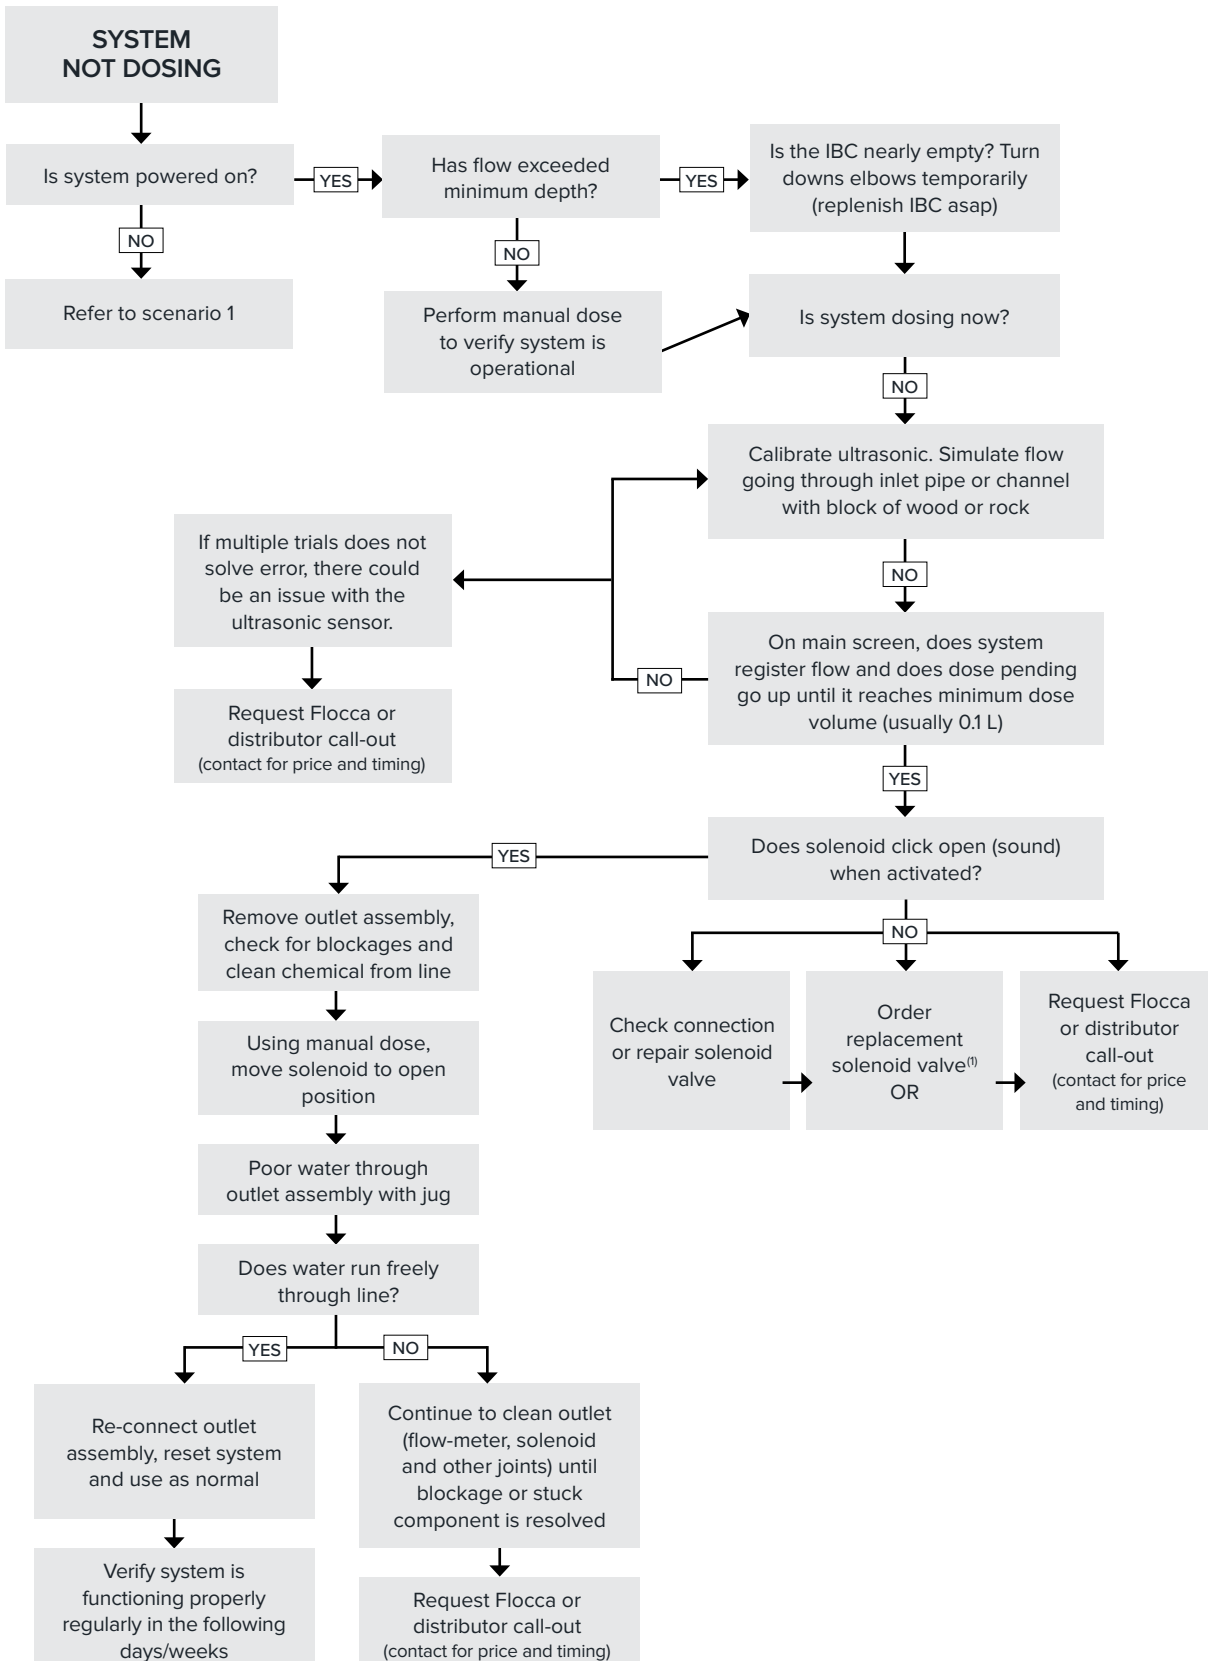 SYSTEM
NOT DOSING
Is system powered on?
YES
Has flow exceeded
minimum depth?
YES
Is the IBC nearly empty? Turn
downs elbows temporarily
(replenish IBC asap)
NO
NO
Refer to scenario 1
Perform manual dose
to verify system is
operational
Is system dosing now?
NO
Calibrate ultrasonic. Simulate flow
going through inlet pipe or channel
with block of wood or rock
If multiple trials does not
solve error, there could
be an issue with the
ultrasonic sensor.
NO
On main screen, does system
register flow and does dose pending
go up until it reaches minimum dose
volume (usually 0.1 L)
NO
Request Flocca or
distributor call-out
(contact for price and timing)
YES
Does solenoid click open (sound)
when activated?
YES
NO
Remove outlet assembly,
check for blockages and
clean chemical from line
Check connection
or repair solenoid
valve
Order
replacement
solenoid valve(1)
OR
Request Flocca
or distributor
call-out
(contact for price
and timing)
Using manual dose,
move solenoid to open
position
Poor water through
outlet assembly with jug
Does water run freely
through line?
YES
NO
Re-connect outlet
assembly, reset system
and use as normal
Continue to clean outlet
(flow-meter, solenoid
and other joints) until
blockage or stuck
component is resolved
Verify system is
functioning properly
regularly in the following
days/weeks
Request Flocca or
distributor call-out
(contact for price and timing)